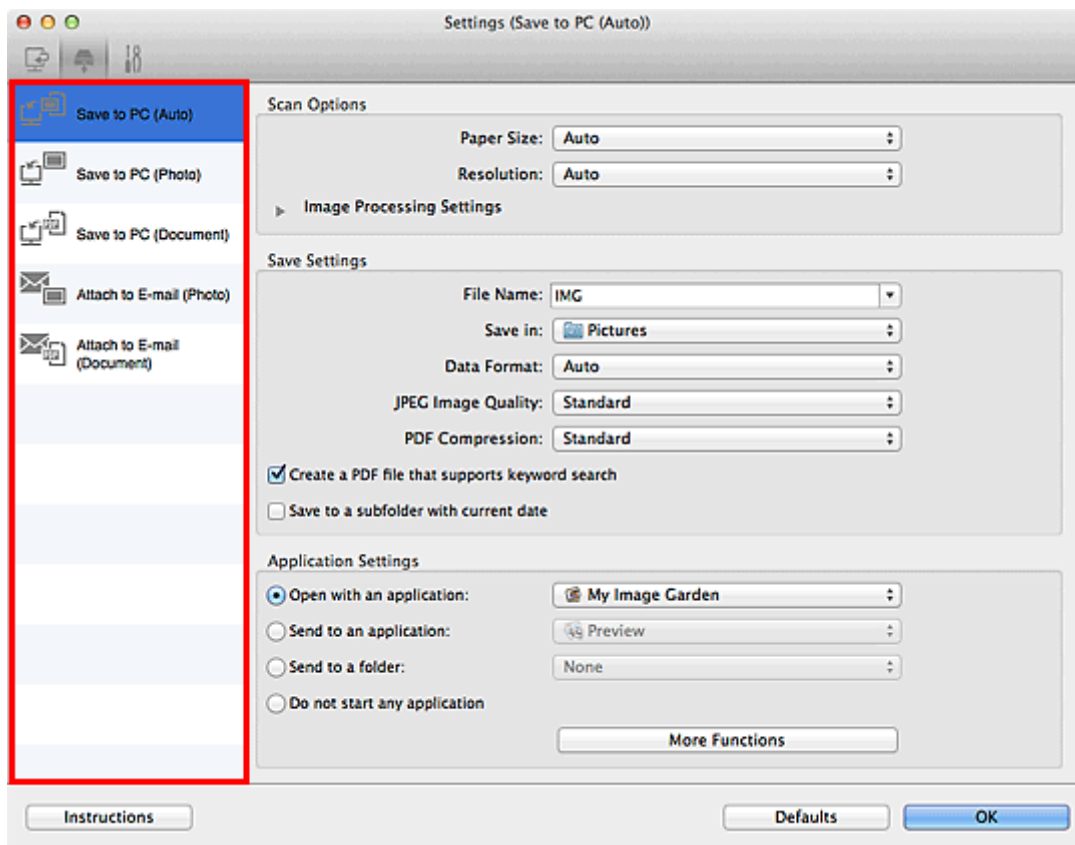 Settings (Save to PC (Auto))
Save to PC (Auto)
Save to PC (Photo)
Save to PC (Document)
Attach to E-mail (Photo)
Attach to E-mail
(Document)
Scan Options
Paper Size: Auto
Resolution: Auto
Image Processing Settings
Save Settings
File Name: IMG
Save in: Pictures
Data Format: Auto
JPEG Image Quality: Standard
PDF Compression: Standard
Create a PDF file that supports keyword search
Save to a subfolder with current date
Application Settings
Open with an application: My Image Garden
Send to an application: Preview
Send to a folder: None
Do not start any application
More Functions
Instructions Defaults OK